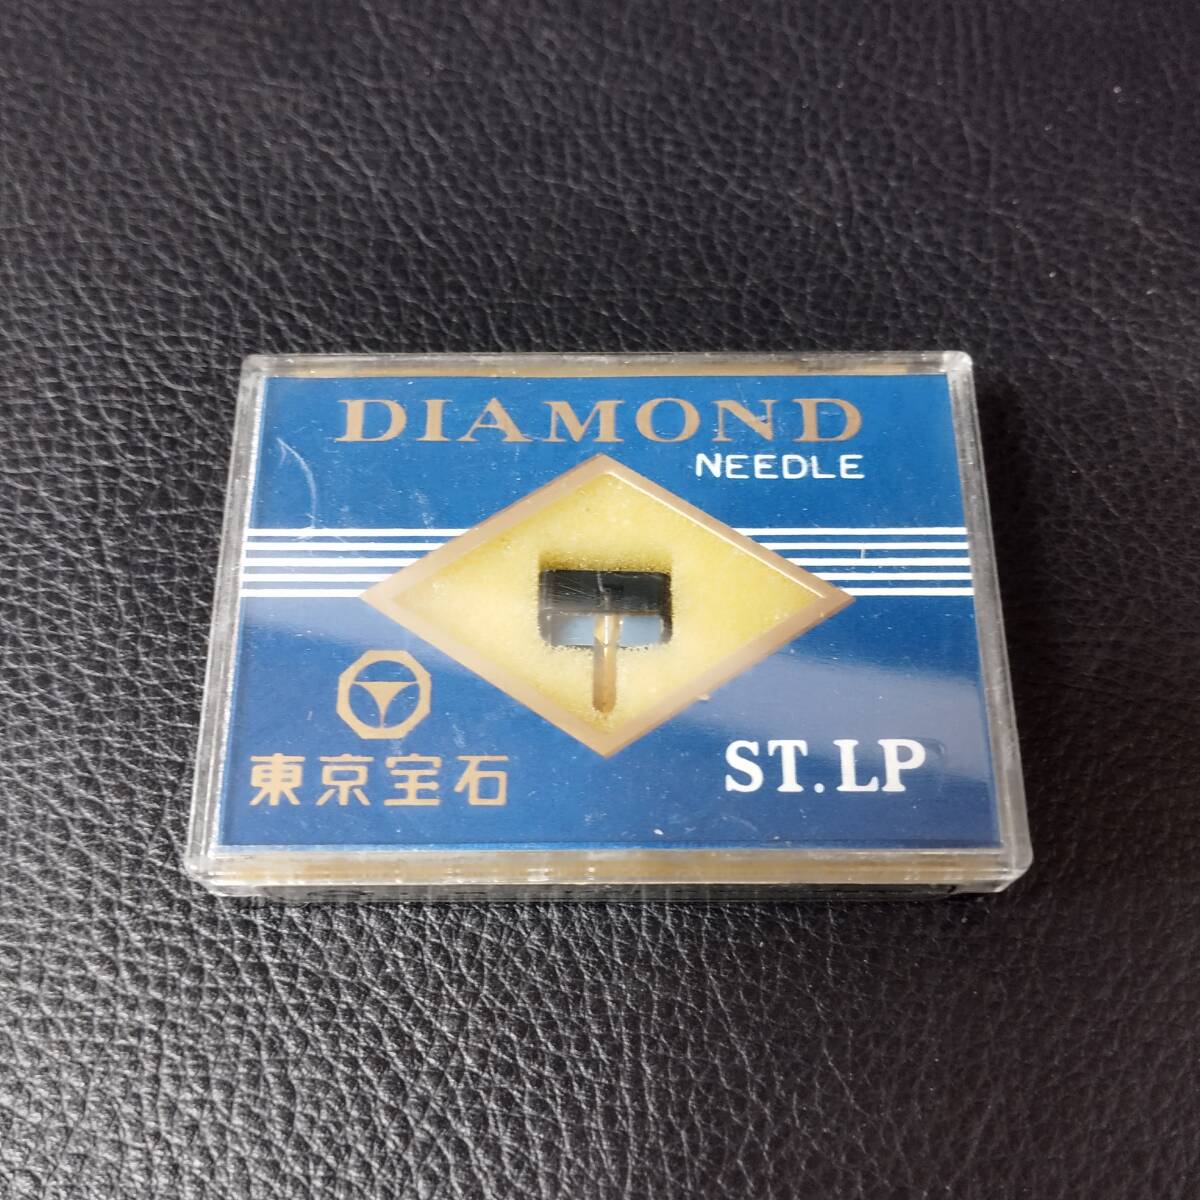 DIAMOND
NEEDLE
東京宝石
ST.LP